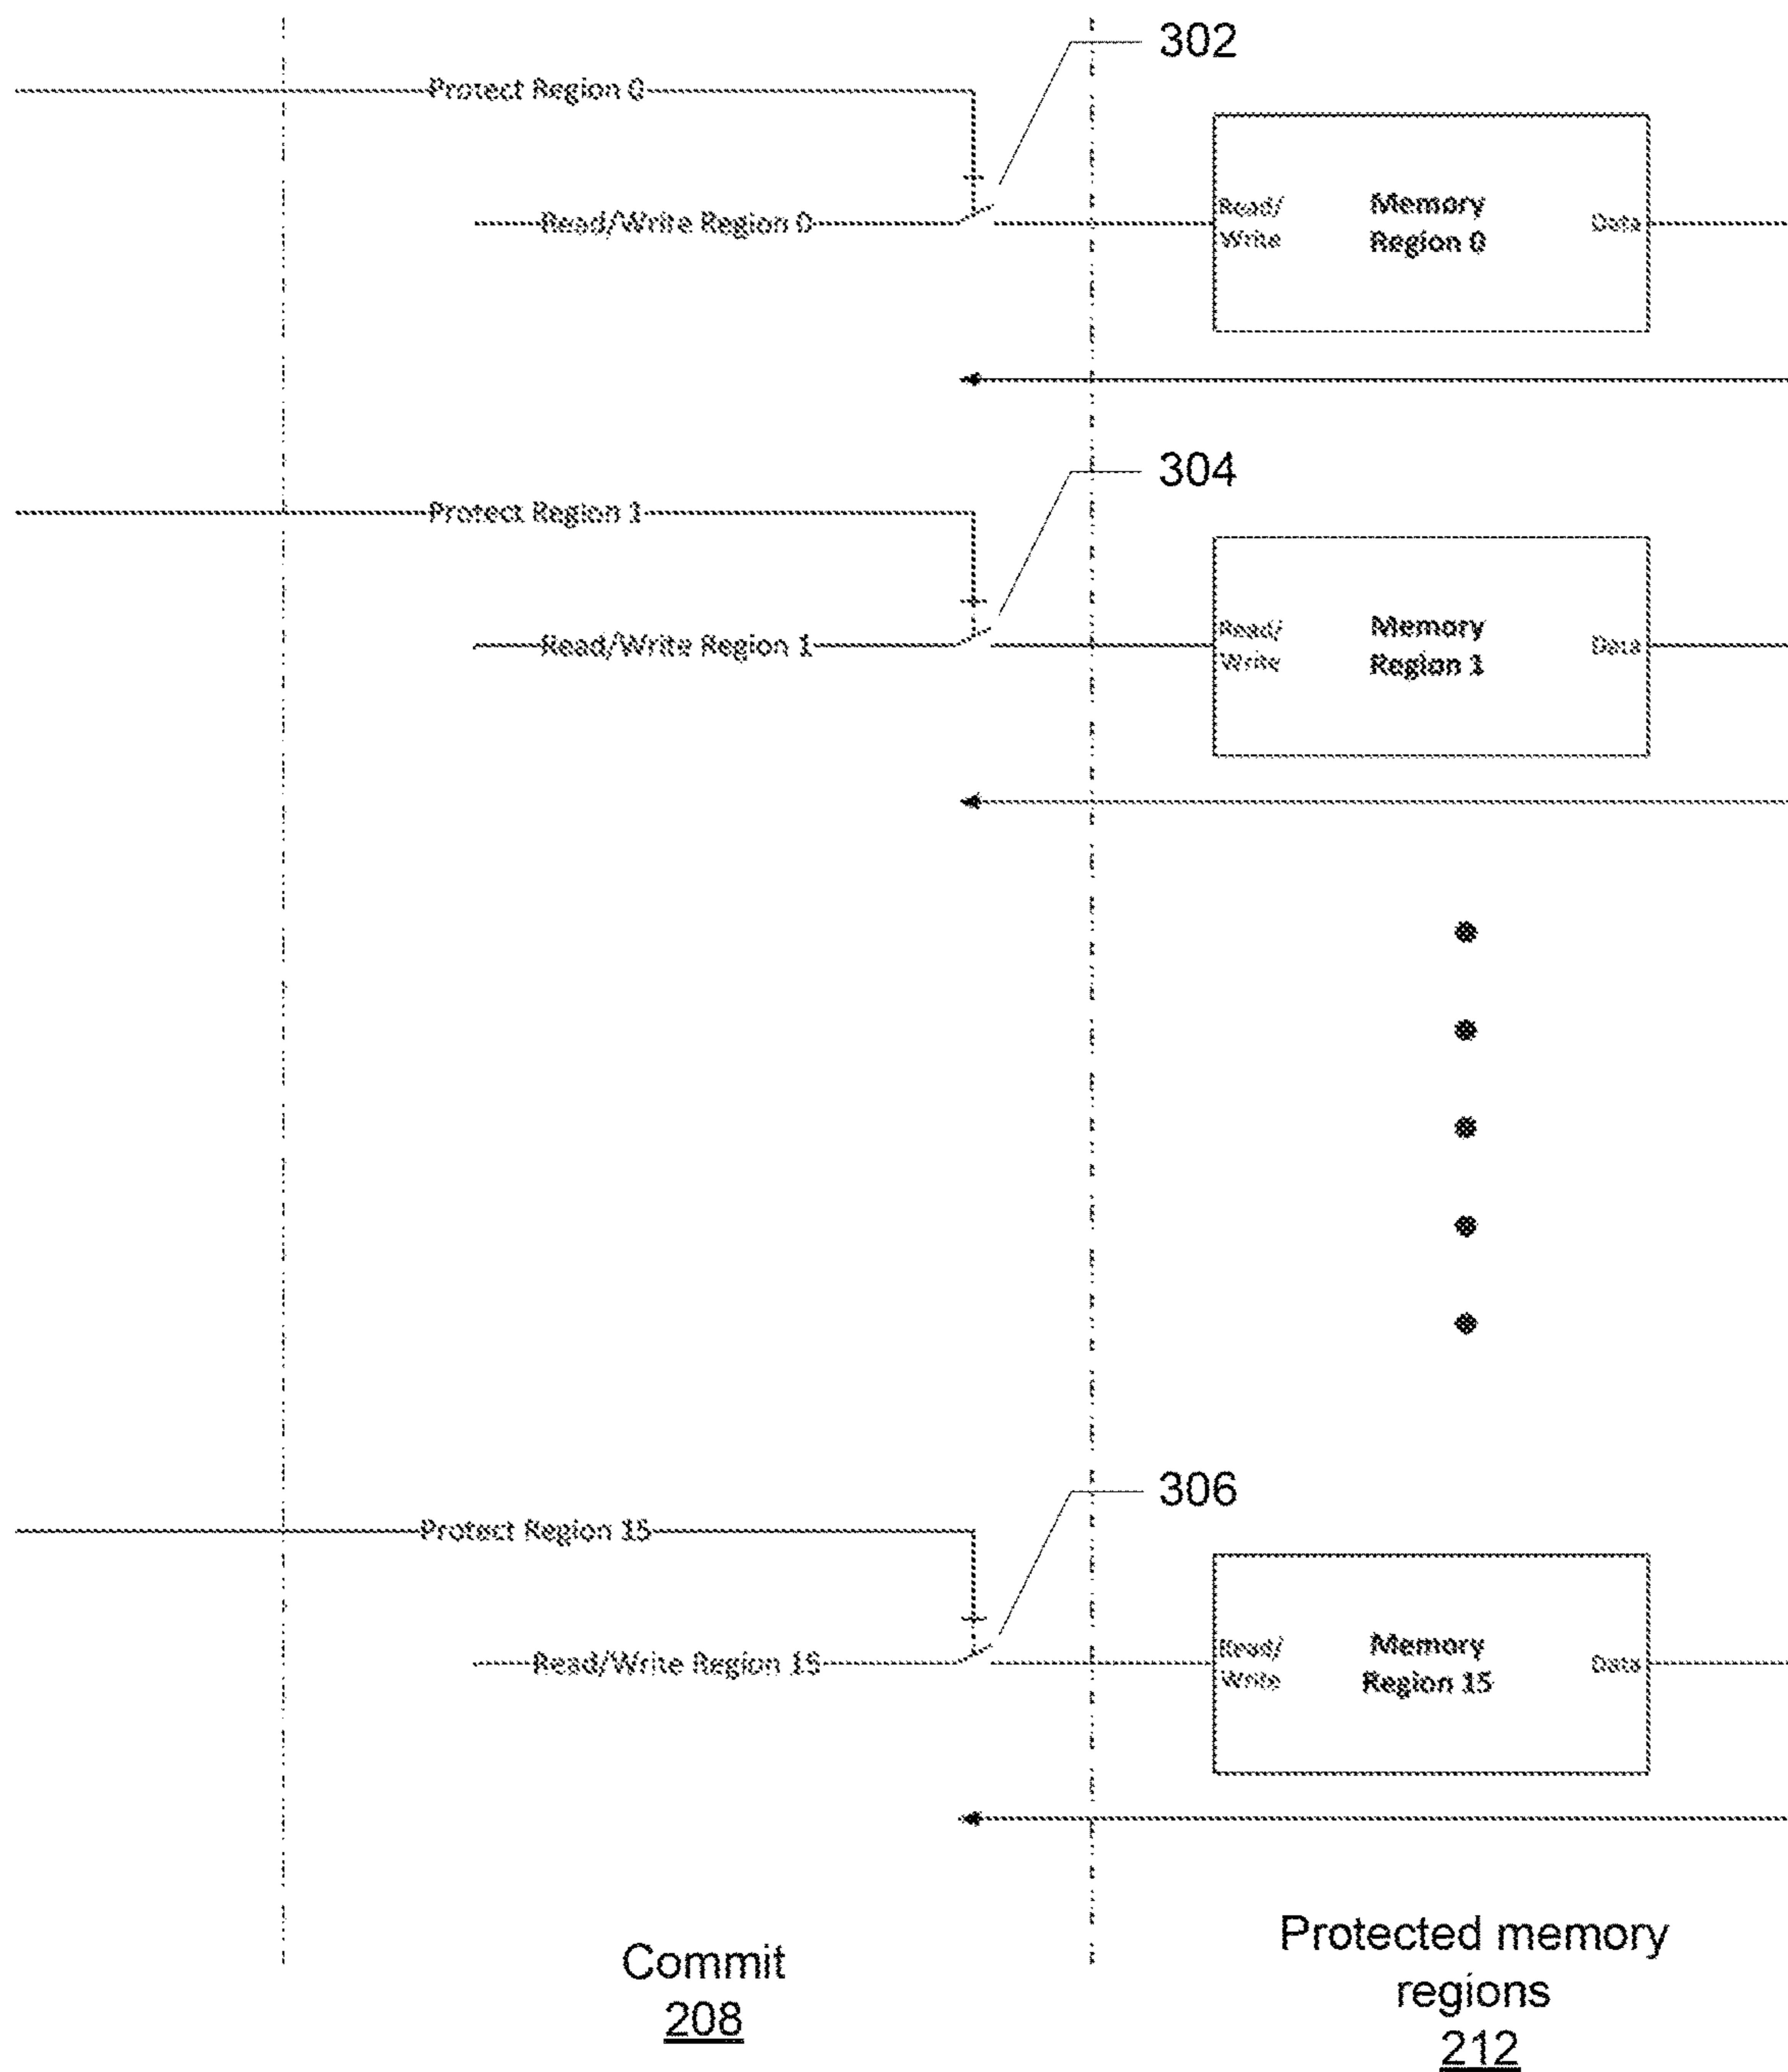 302
Protect Region 0
Read/Write Region 0
Read/
Write
Memory
Region 0
Data
304
Protect Region 1
Read/Write Region 1
Read/
Write
Memory
Region 1
Data
306
Protect Region 15
Read/Write Region 15
Read/
Write
Memory
Region 15
Data
Commit
208
Protected memory
regions
212